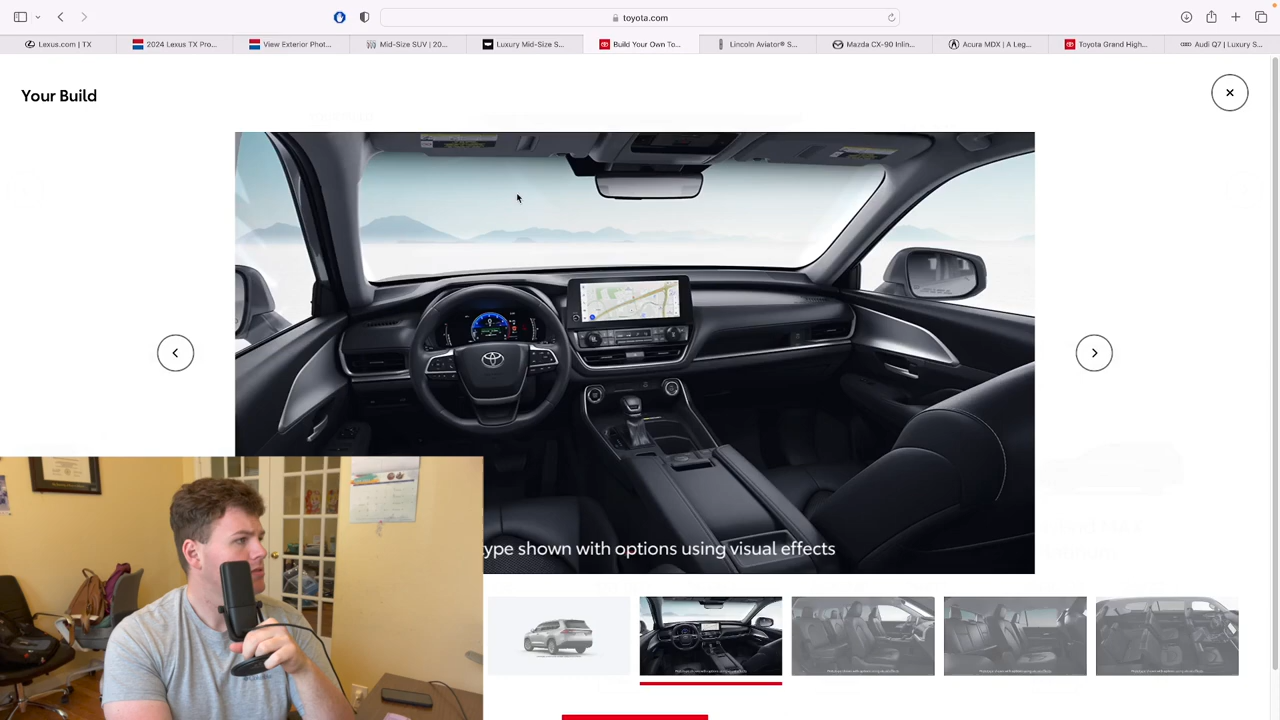 toyota.com
Lexus.com | TX
2024 Lexus TX Pro...
View Exterior Phot...
Mid-Size SUV | 20...
Luxury Mid-Size S...
Build Your Own To...
Lincoln Aviator® S...
Mazda CX-90 Inlin...
Acura MDX | A Leg...
Toyota Grand High...
Audi Q7 | Luxury S...
Your Build
type shown with options using visual effects